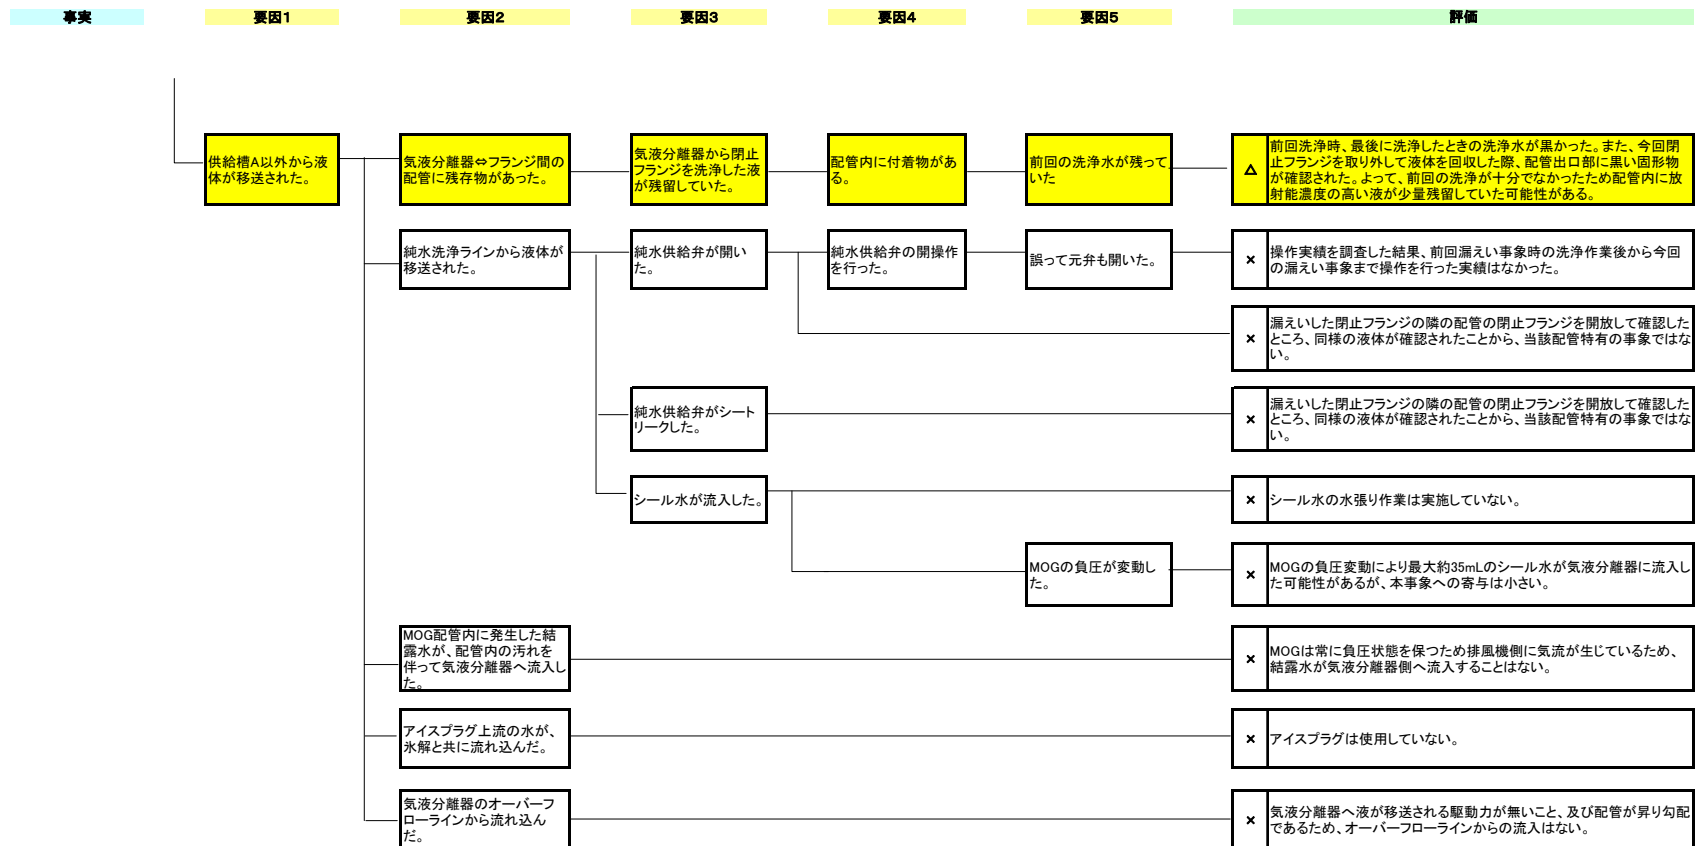 事実
要因1
要因2
要因3
要因4
要因5
評価
供給槽A以外から液
体が移送された。
気液分離器⇔フランジ間の
配管に残存物があった。
気液分離器から閉止
フランジを洗浄した液
が残留していた。
配管内に付着物があ
る。
前回の洗浄水が残って
いた
△
前回洗浄時、最後に洗浄したときの洗浄水が黒かった。また、今回閉
止フランジを取り外して液体を回収した際、配管出口部に黒い固形物
が確認された。よって、前回の洗浄が十分でなかったため配管内に放
射能濃度の高い液が少量残留していた可能性がある。
純水洗浄ラインから液体が
移送された。
純水供給弁が開い
た。
純水供給弁の開操作
を行った。
誤って元弁も開いた。
×
操作実績を調査した結果、前回漏えい事象時の洗浄作業後から今回
の漏えい事象まで操作を行った実績はなかった。
×
漏えいした閉止フランジの隣の配管の閉止フランジを開放して確認した
ところ、同様の液体が確認されたことから、当該配管特有の事象ではな
い。
純水供給弁がシート
リークした。
×
漏えいした閉止フランジの隣の配管の閉止フランジを開放して確認した
ところ、同様の液体が確認されたことから、当該配管特有の事象ではな
い。
シール水が流入した。
×
シール水の水張り作業は実施していない。
MOGの負圧が変動し
た。
×
MOGの負圧変動により最大約35mLのシール水が気液分離器に流入し
た可能性があるが、本事象への寄与は小さい。
MOG配管内に発生した結
露水が、配管内の汚れを
伴って気液分離器へ流入し
た。
×
MOGは常に負圧状態を保つため排風機側に気流が生じているため、
結露水が気液分離器側へ流入することはない。
アイスプラグ上流の水が、
氷解と共に流れ込んだ。
×
アイスプラグは使用していない。
気液分離器のオーバーフ
ローラインから流れ込ん
だ。
×
気液分離器へ液が移送される駆動力が無いこと、及び配管が昇り勾配
であるため、オーバーフローラインからの流入はない。